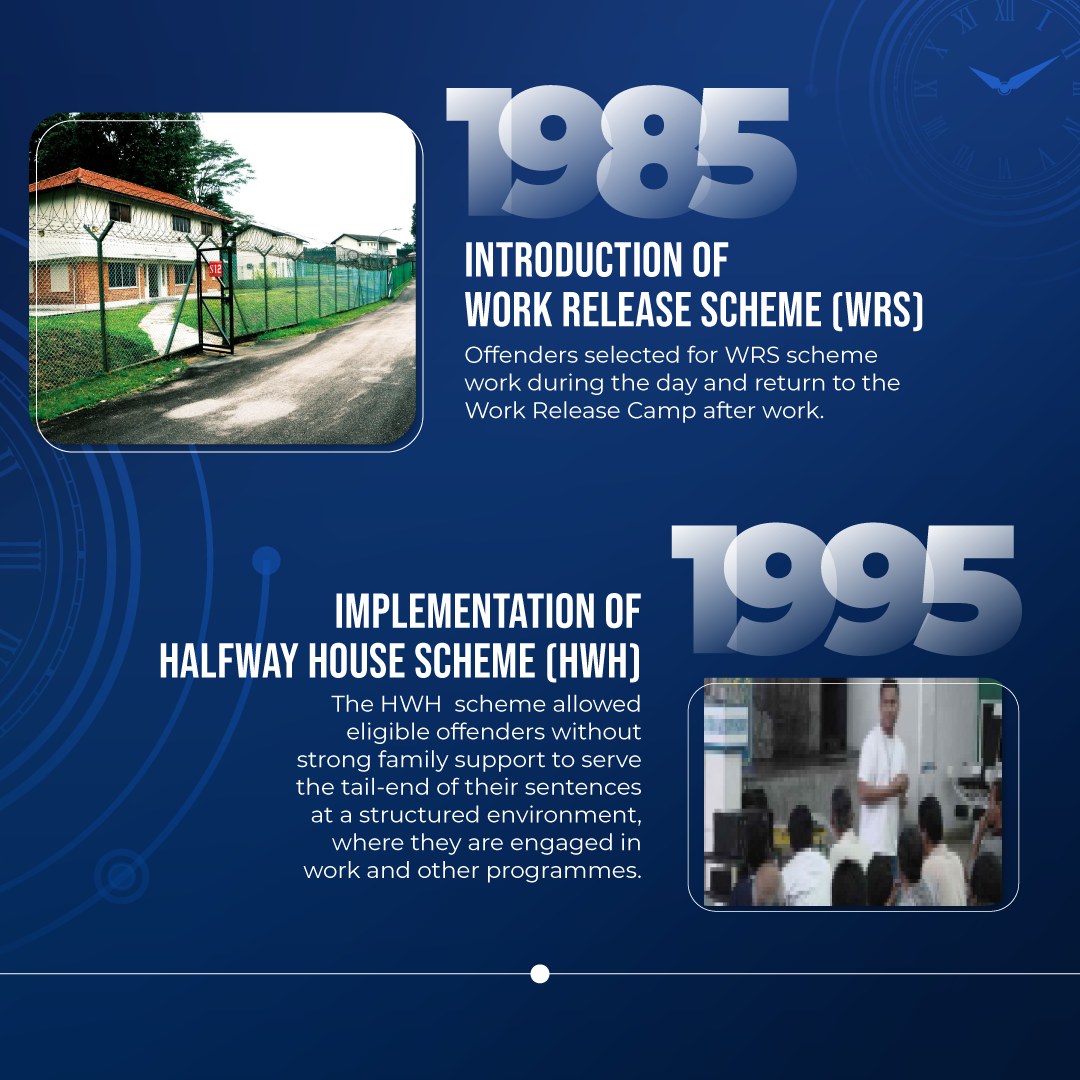 1985
INTRODUCTION OF
WORK RELEASE SCHEME (WRS)
Offenders selected for WRS scheme
work during the day and return to the
Work Release Camp after work.
S12
1995
IMPLEMENTATION OF
HALFWAY HOUSE SCHEME (HWH)
The HWH  scheme allowed
eligible offenders without
strong family support to serve
the tail-end of their sentences
at a structured environment,
where they are engaged in
work and other programmes.